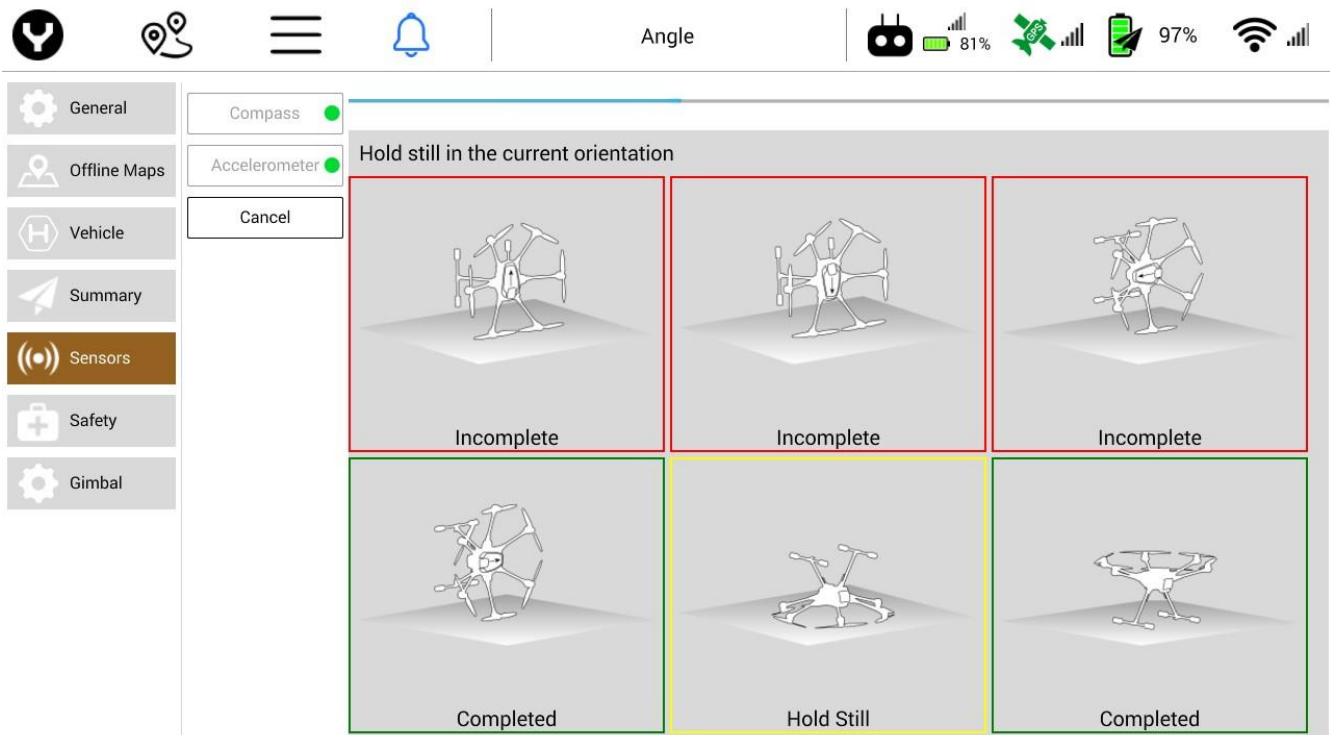 Angle
81%
GPS
97%
General
Offline Maps
Vehicle
Summary
Sensors
Safety
Gimbal
Compass
Accelerometer
Cancel
Hold still in the current orientation
Incomplete
Incomplete
Incomplete
Completed
Hold Still
Completed